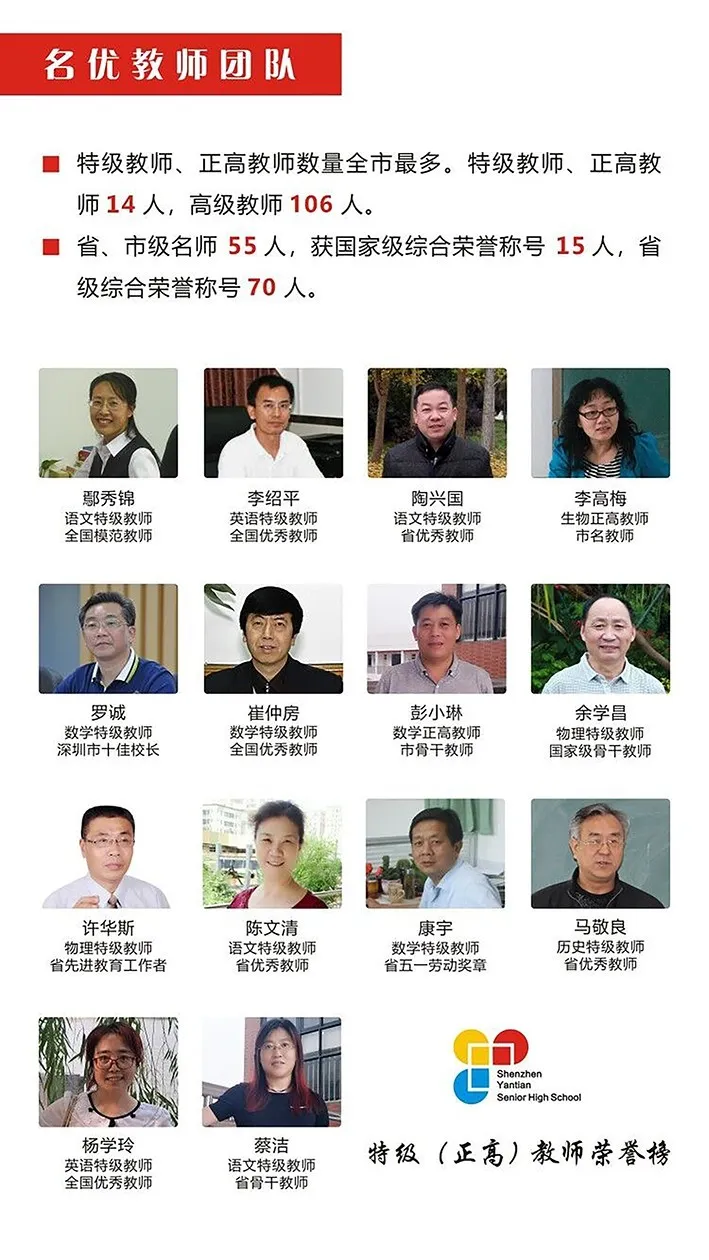 名优教师团队
■ 特级教师、正高教师数量全市最多。特级教师、正高教
师 14 人，高级教师 106 人。
■ 省、市级名师 55 人，获国家级综合荣誉称号 15 人，省
级综合荣誉称号 70 人。
鄢秀锦
语文特级教师
全国模范教师
李绍平
英语特级教师
全国优秀教师
陶兴国
语文特级教师
省优秀教师
李高梅
生物正高教师
市名教师
罗诚
数学特级教师
深圳市十佳校长
崔仲房
数学特级教师
全国优秀教师
彭小琳
数学正高教师
市骨干教师
余学昌
物理特级教师
国家级骨干教师
许华斯
物理特级教师
省先进教育工作者
陈文清
语文特级教师
省优秀教师
康宇
数学特级教师
省五一劳动奖章
马敬良
历史特级教师
省优秀教师
杨学玲
英语特级教师
全国优秀教师
蔡洁
语文特级教师
省骨干教师
Shenzhen
Yantian
Senior High School
特级（正高）教师荣誉榜